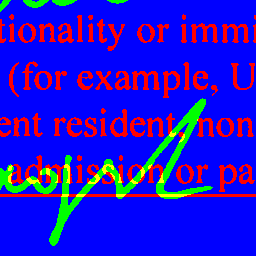 tionality or immi
(for example, U
ent resident, non
admission or pa